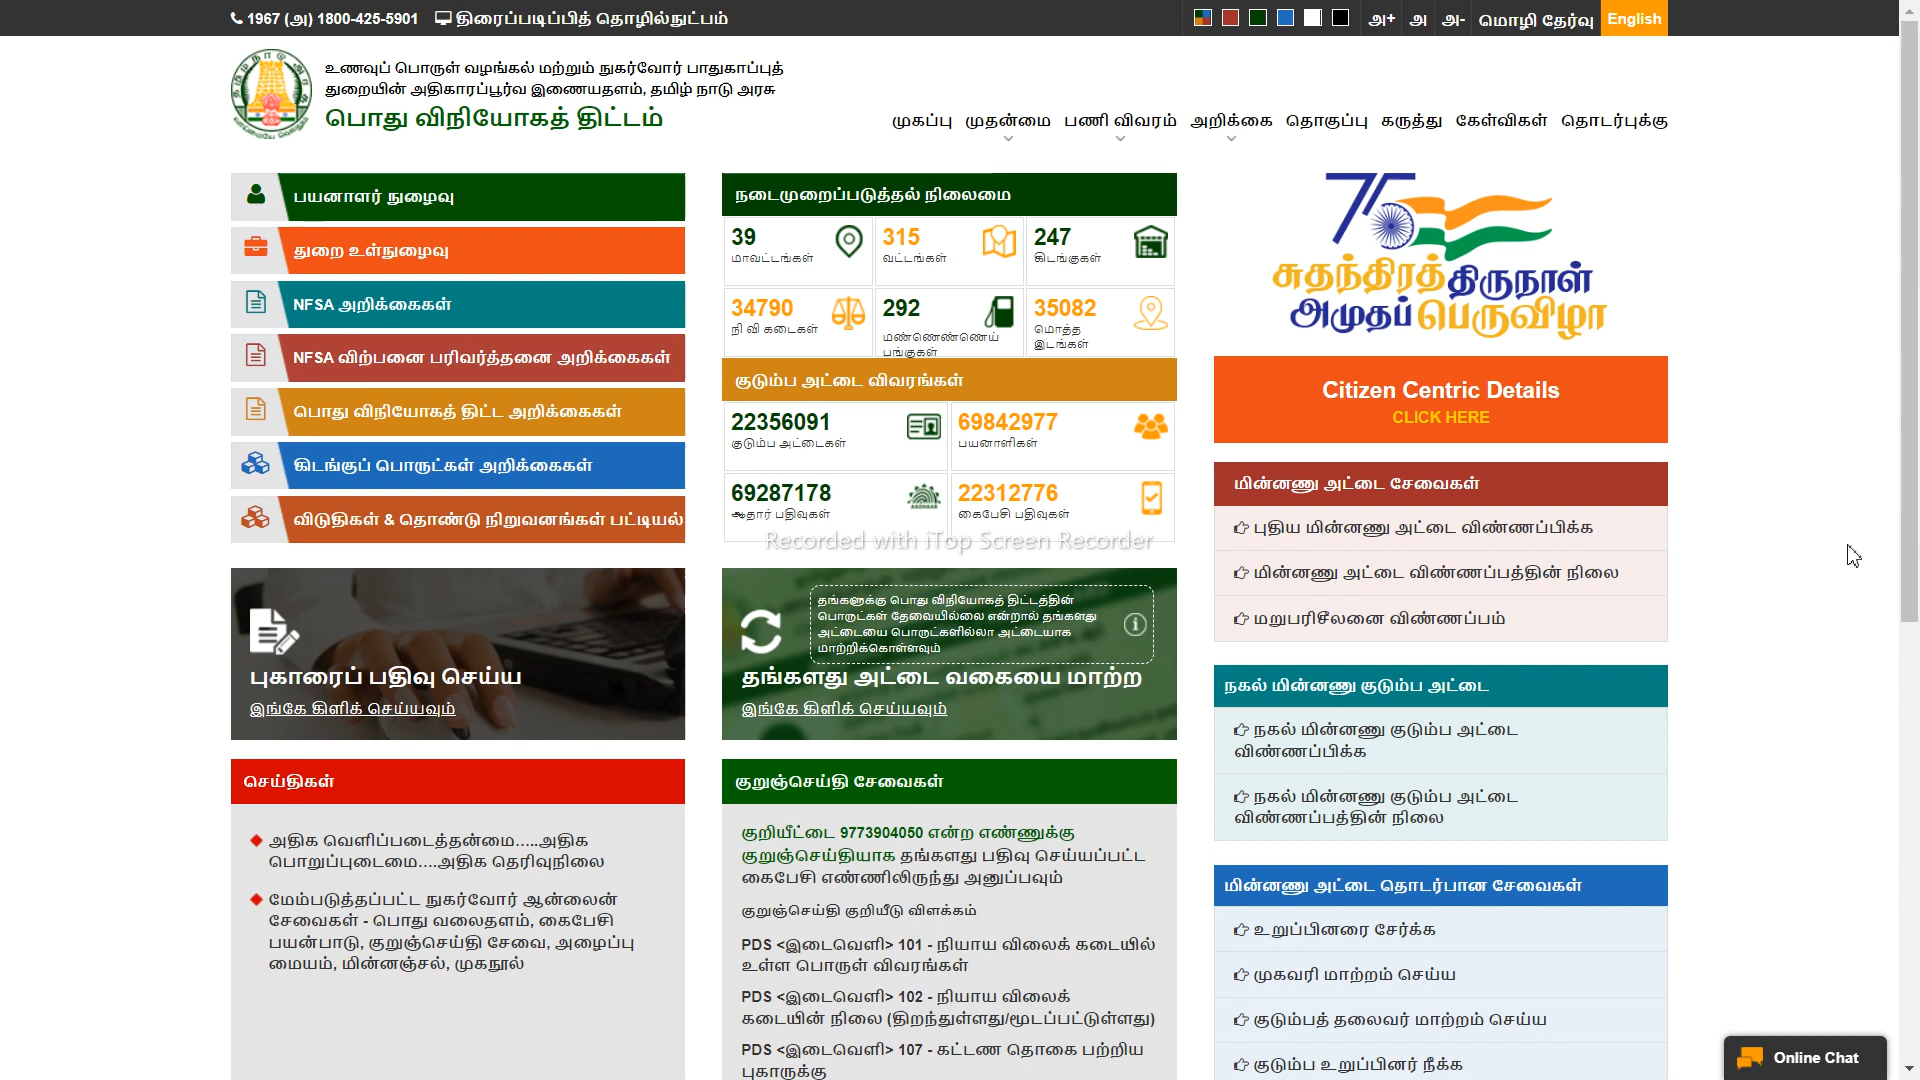 1967 (அ) 1800-425-5901 திரைப்படிப்பித் தொழில்நுட்பம்
அ+ அ அ- மொழி தேர்வு English
உணவுப் பொருள் வழங்கல் மற்றும் நுகர்வோர் பாதுகாப்புத்
துறையின் அதிகாரப்பூர்வ இணையதளம், தமிழ் நாடு அரசு
பொது விநியோகத் திட்டம்
முகப்பு முதன்மை பணி விவரம் அறிக்கை தொகுப்பு கருத்து கேள்விகள் தொடர்புக்கு
பயனாளர் நுழைவு
துறை உள்நுழைவு
NFSA அறிக்கைகள்
NFSA விற்பனை பரிவர்த்தனை அறிக்கைகள்
பொது விநியோகத் திட்ட அறிக்கைகள்
கிடங்குப் பொருட்கள் அறிக்கைகள்
விடுதிகள் & தொண்டு நிறுவனங்கள் பட்டியல்
நடைமுறைப்படுத்தல் நிலைமை
39 315 247
மாவட்டங்கள் வட்டங்கள் கிடங்குகள்
34790 292 35082
நி வி கடைகள் மண்ணெண்ணெய் பங்குகள் மொத்த இடங்கள்
குடும்ப அட்டை விவரங்கள்
22356091 69842977
குடும்ப அட்டைகள் பயனாளிகள்
69287178 22312776
ஆதார் பதிவுகள் கைபேசி பதிவுகள்
AADHAAR
Recorded with iTop Screen Recorder
75
சுதந்திரத்திருநாள்
அமுதப்பெருவிழா
Citizen Centric Details
CLICK HERE
மின்னணு அட்டை சேவைகள்
புதிய மின்னணு அட்டை விண்ணப்பிக்க
மின்னணு அட்டை விண்ணப்பத்தின் நிலை
மறுபரிசீலனை விண்ணப்பம்
புகாரைப் பதிவு செய்ய
இங்கே கிளிக் செய்யவும்
தங்களுக்கு பொது விநியோகத் திட்டத்தின்
பொருட்கள் தேவையில்லை என்றால் தங்களது
அட்டையை பொருட்களில்லா அட்டையாக
மாற்றிக்கொள்ளவும்
தங்களது அட்டை வகையை மாற்ற
இங்கே கிளிக் செய்யவும்
நகல் மின்னணு குடும்ப அட்டை
நகல் மின்னணு குடும்ப அட்டை
விண்ணப்பிக்க
நகல் மின்னணு குடும்ப அட்டை
விண்ணப்பத்தின் நிலை
செய்திகள்
அதிக வெளிப்படைத்தன்மை.....அதிக
பொறுப்புடைமை....அதிக தெரிவுநிலை
மேம்படுத்தப்பட்ட நுகர்வோர் ஆன்லைன்
சேவைகள் - பொது வலைதளம், கைபேசி
பயன்பாடு, குறுஞ்செய்தி சேவை, அழைப்பு
மையம், மின்னஞ்சல், முகநூல்
குறுஞ்செய்தி சேவைகள்
குறியீட்டை 9773904050 என்ற எண்ணுக்கு
குறுஞ்செய்தியாக தங்களது பதிவு செய்யப்பட்ட
கைபேசி எண்ணிலிருந்து அனுப்பவும்
குறுஞ்செய்தி குறியீடு விளக்கம்
PDS <இடைவெளி> 101 - நியாய விலைக் கடையில்
உள்ள பொருள் விவரங்கள்
PDS <இடைவெளி> 102 - நியாய விலைக்
கடையின் நிலை (திறந்துள்ளது/மூடப்பட்டுள்ளது)
PDS <இடைவெளி> 107 - கட்டண தொகை பற்றிய
புகாருக்கு
மின்னணு அட்டை தொடர்பான சேவைகள்
உறுப்பினரை சேர்க்க
முகவரி மாற்றம் செய்ய
குடும்பத் தலைவர் மாற்றம் செய்ய
குடும்ப உறுப்பினர் நீக்க
Online Chat